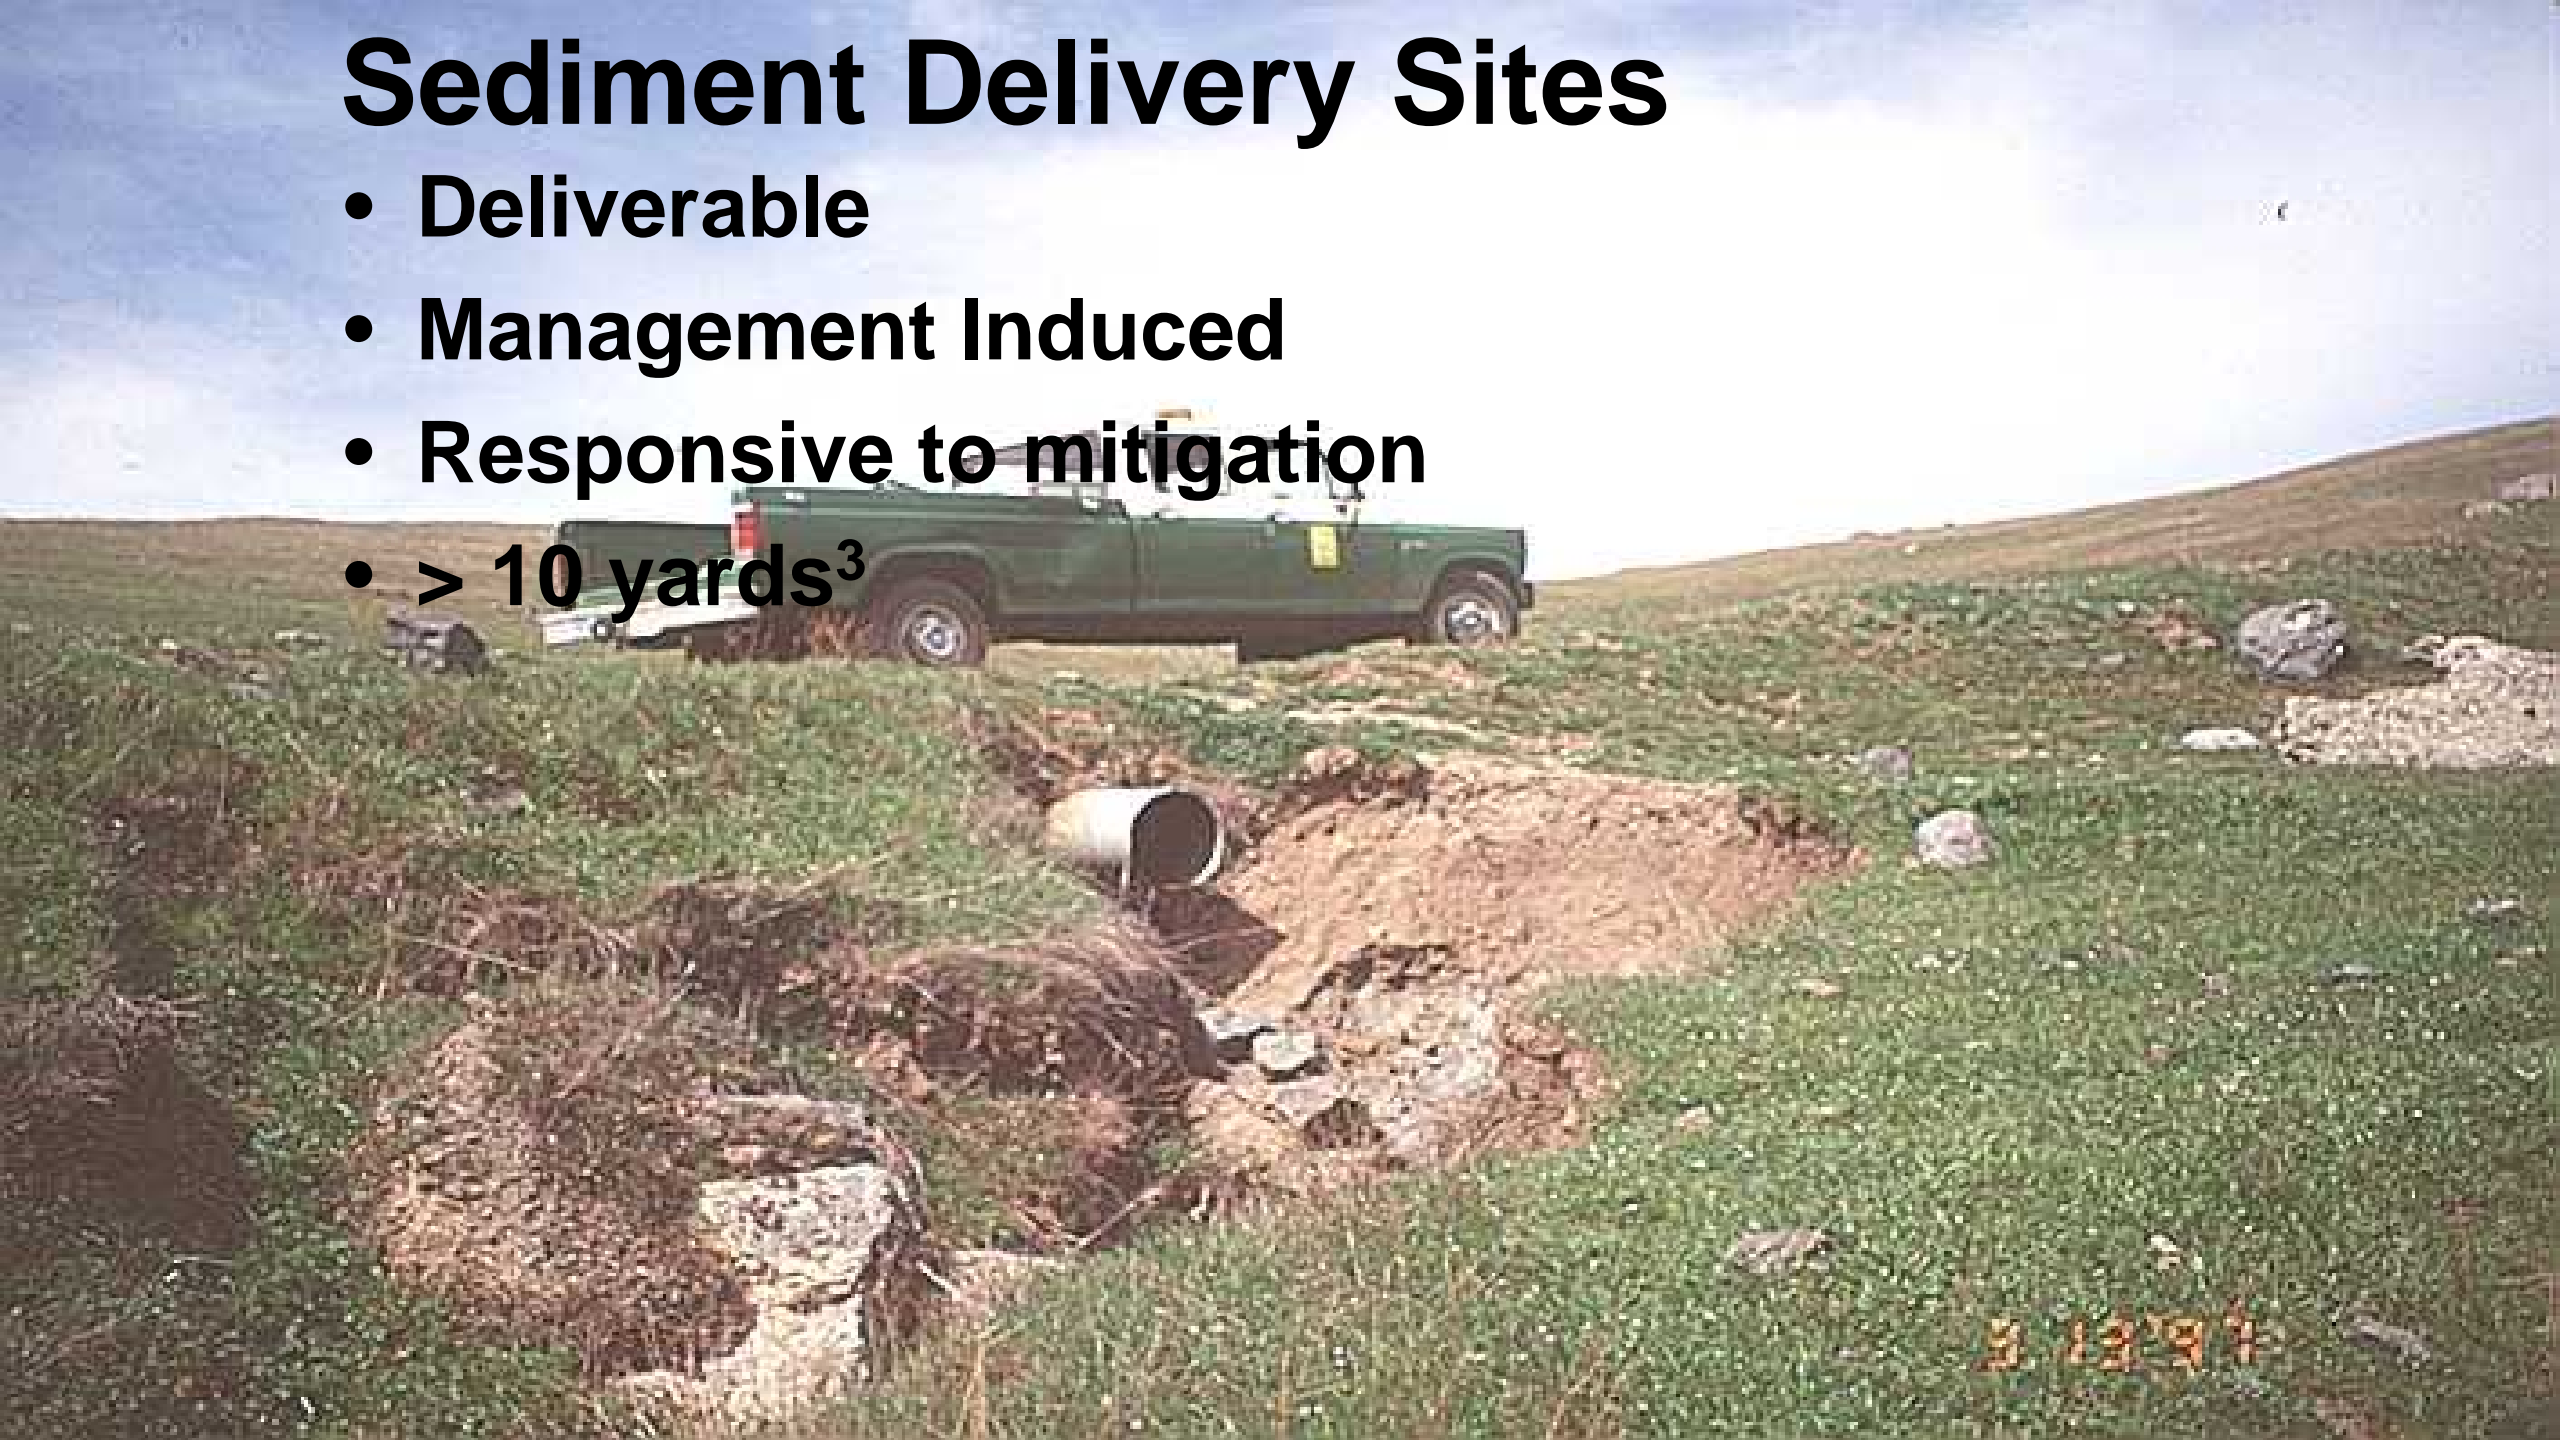 Sediment Delivery Sites
• Deliverable
• Management Induced
• Responsive to mitigation
• > 10 yards³